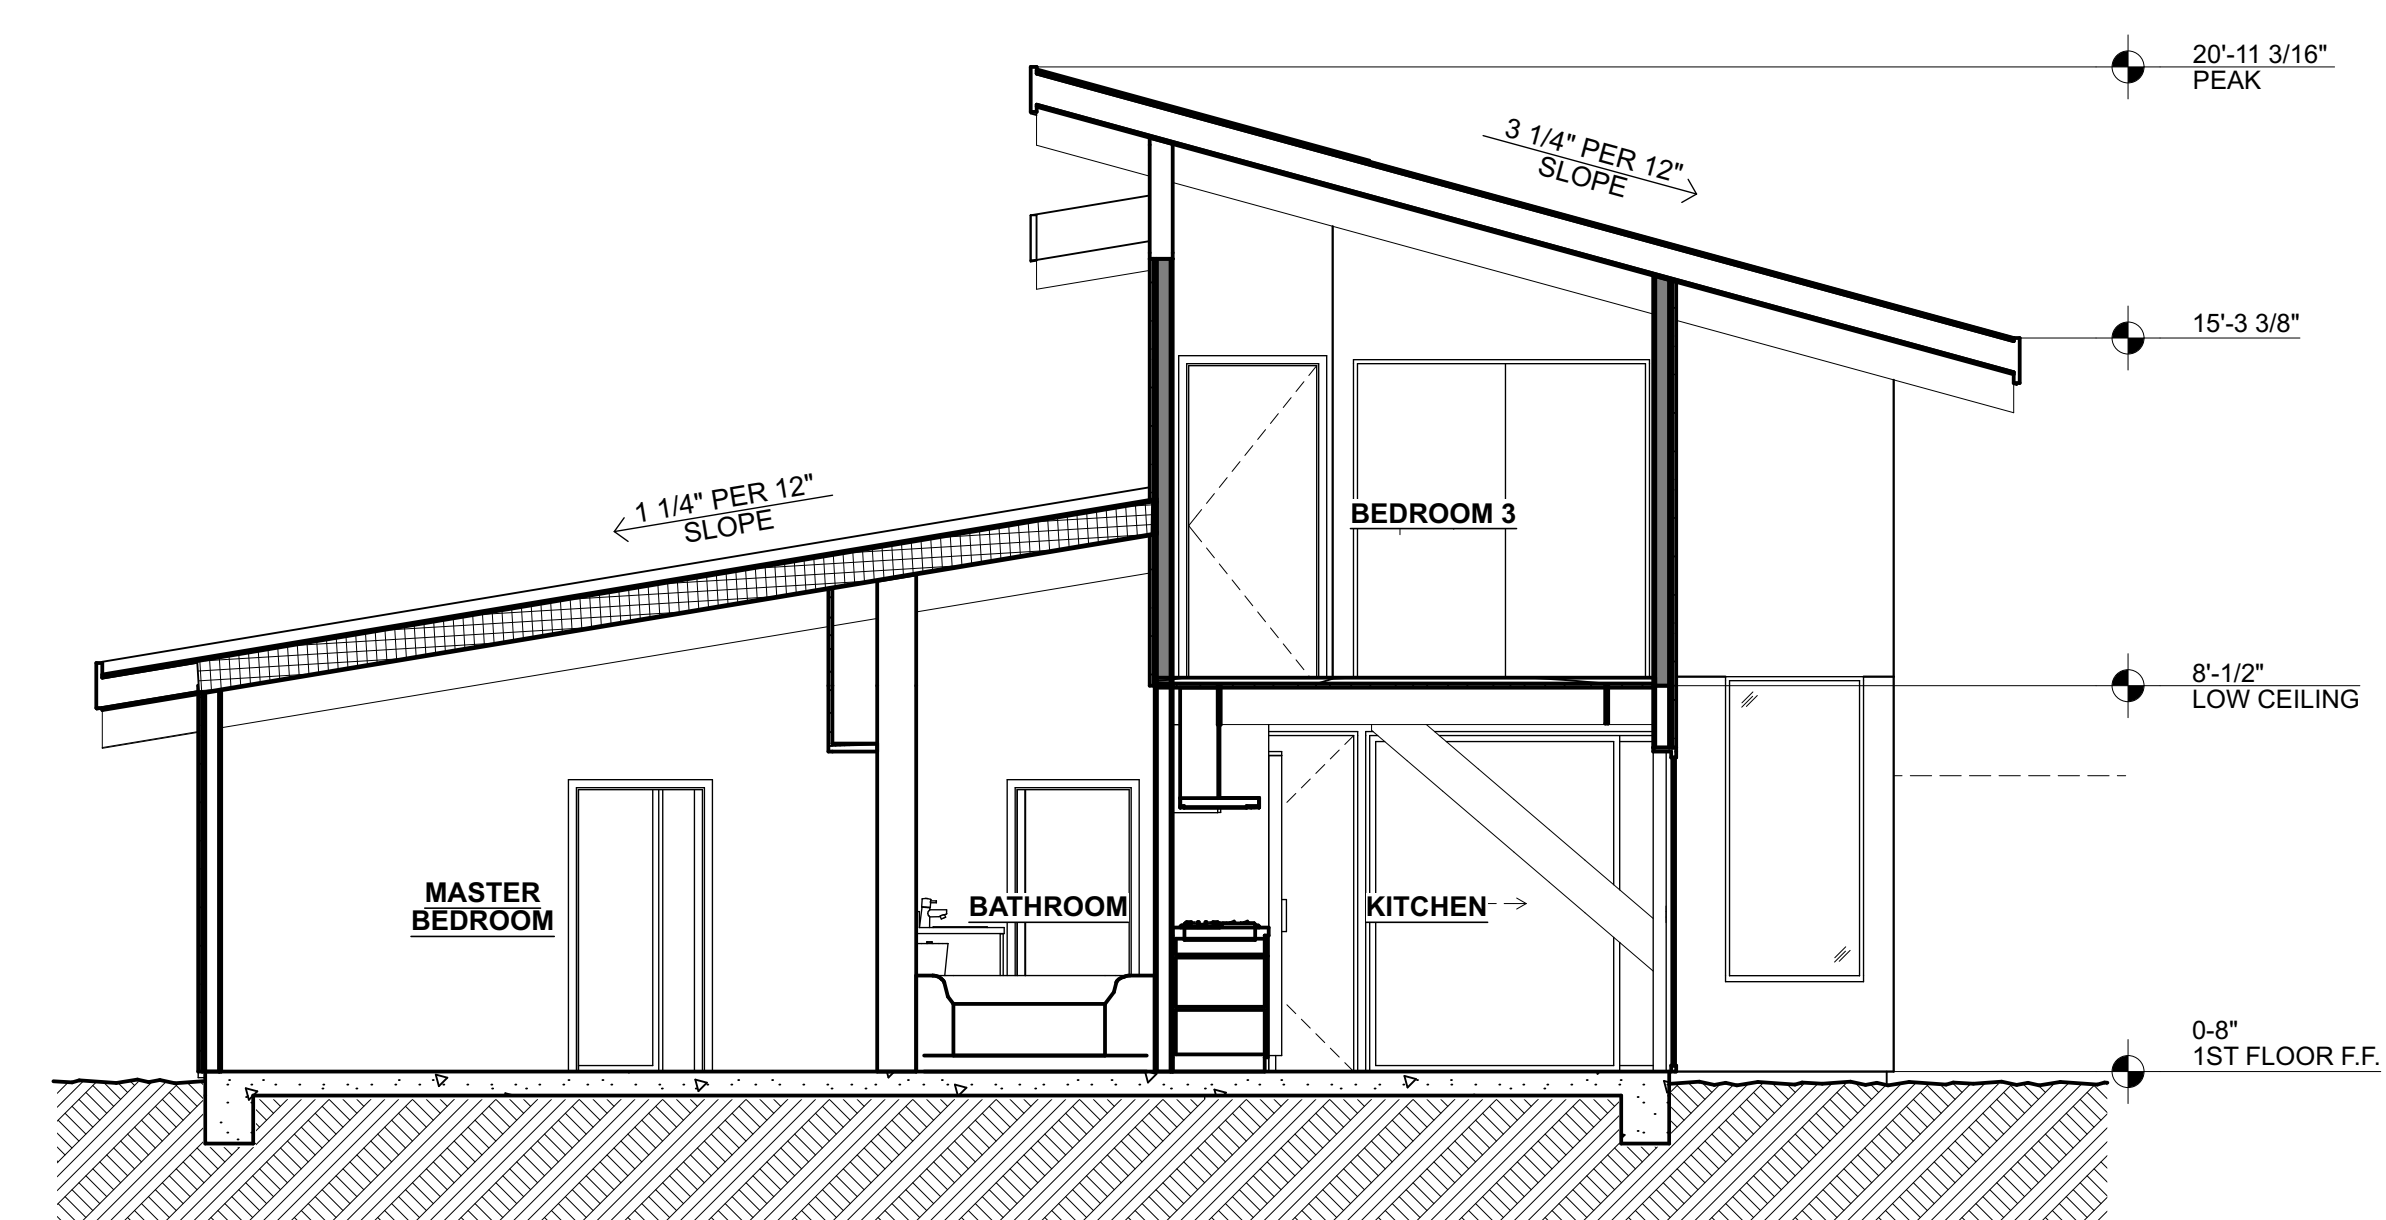 20'-11 3/16"
PEAK
3 1/4" PER 12"
SLOPE
15'-3 3/8"
1 1/4" PER 12"
SLOPE
BEDROOM 3
8'-1/2"
LOW CEILING
MASTER
BEDROOM
BATHROOM
KITCHEN
0-8"
1ST FLOOR F.F.